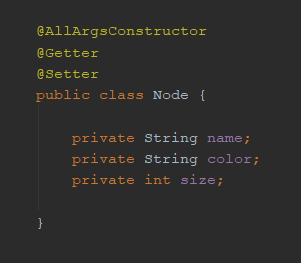 @AllArgsConstructor
@Getter
@Setter
public class Node {
private String name;
private String color;
private int size;
}